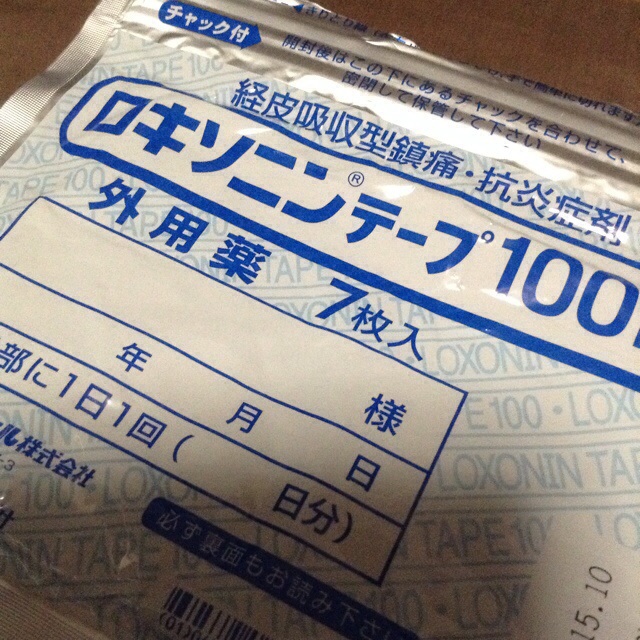 チャック付
開封後はこの下にあるチャックを合わせて、
密閉して保管して下さい
経皮吸収型鎮痛・抗炎症剤
ロキソニン®テープ100
外用薬 7枚入
様
年 月 日
部に1日1回( 日分)
株式会社
必ず裏面もお読み下さい
LOXONIN TAPE 100
15.10